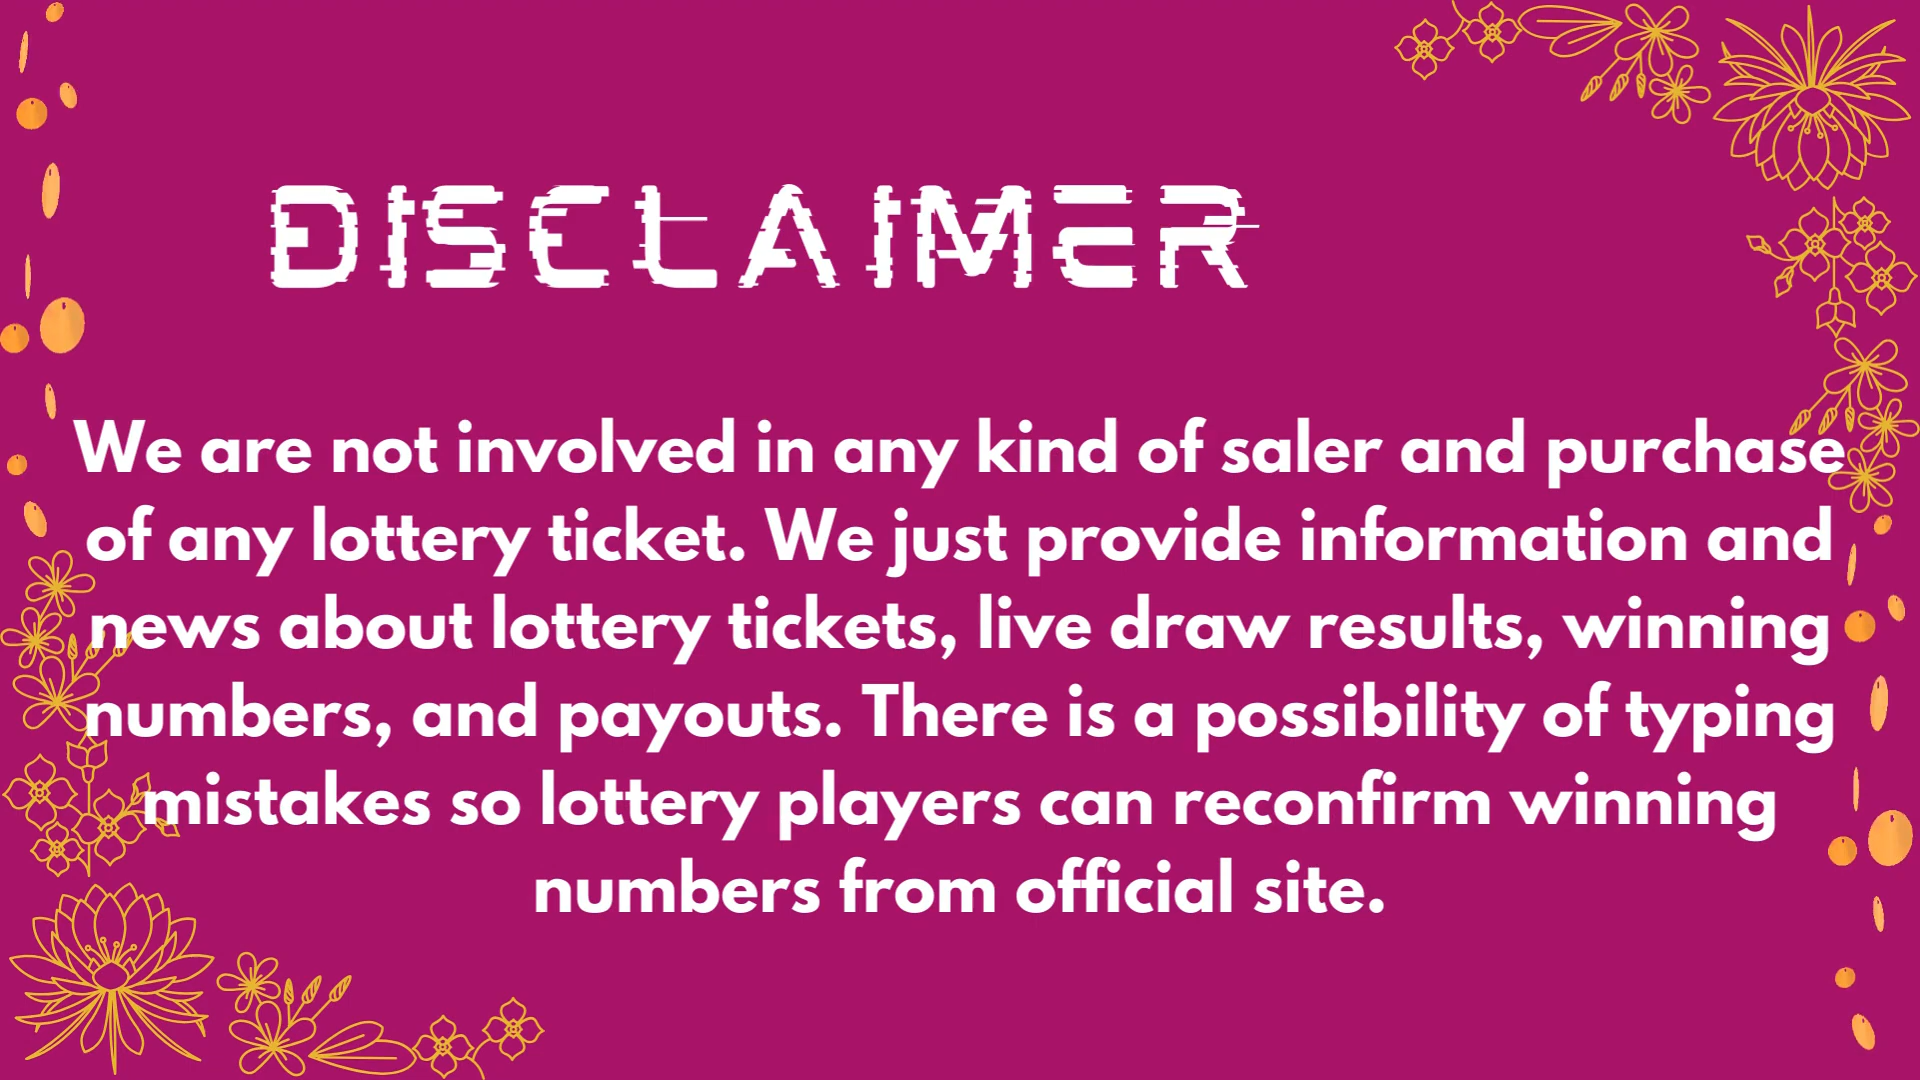 DISCLAIMER
We are not involved in any kind of saler and purchase
of any lottery ticket. We just provide information and
news about lottery tickets, live draw results, winning
numbers, and payouts. There is a possibility of typing
mistakes so lottery players can reconfirm winning
numbers from official site.